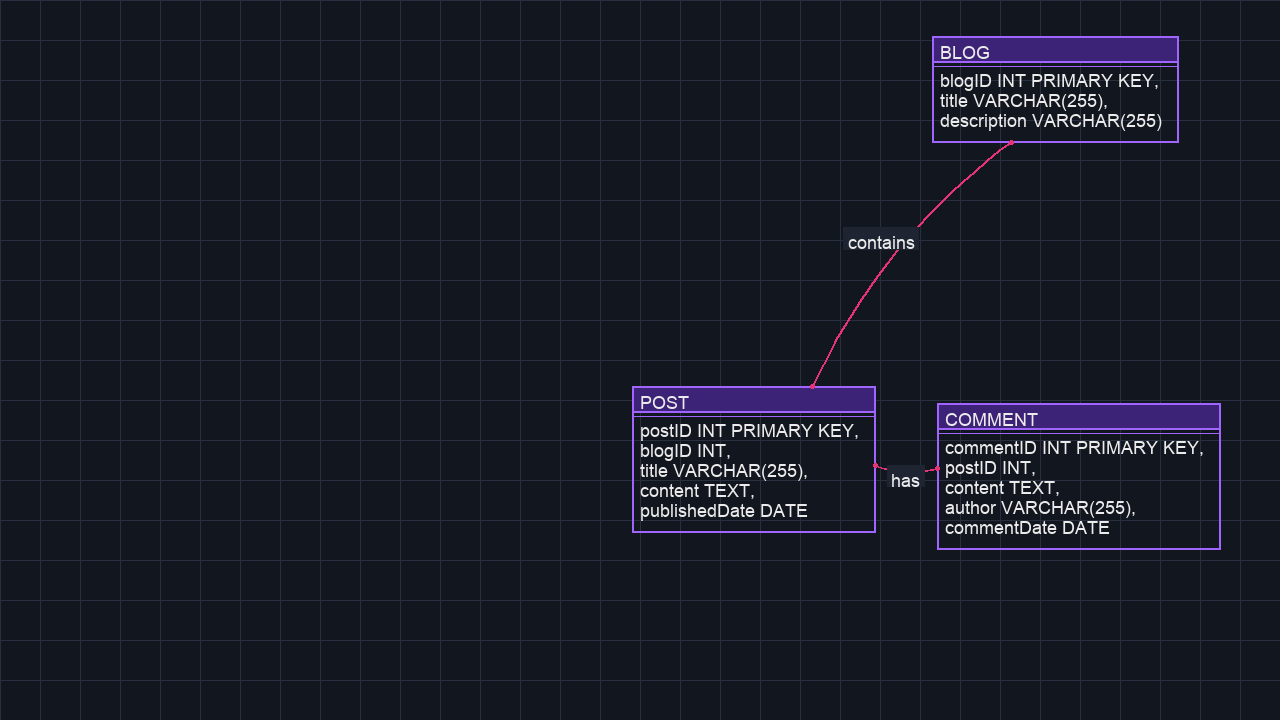 BLOG
blogID INT PRIMARY KEY,
title VARCHAR(255),
description VARCHAR(255)
contains
POST
postID INT PRIMARY KEY,
blogID INT,
title VARCHAR(255),
content TEXT,
publishedDate DATE
has
COMMENT
commentID INT PRIMARY KEY,
postID INT,
content TEXT,
author VARCHAR(255),
commentDate DATE